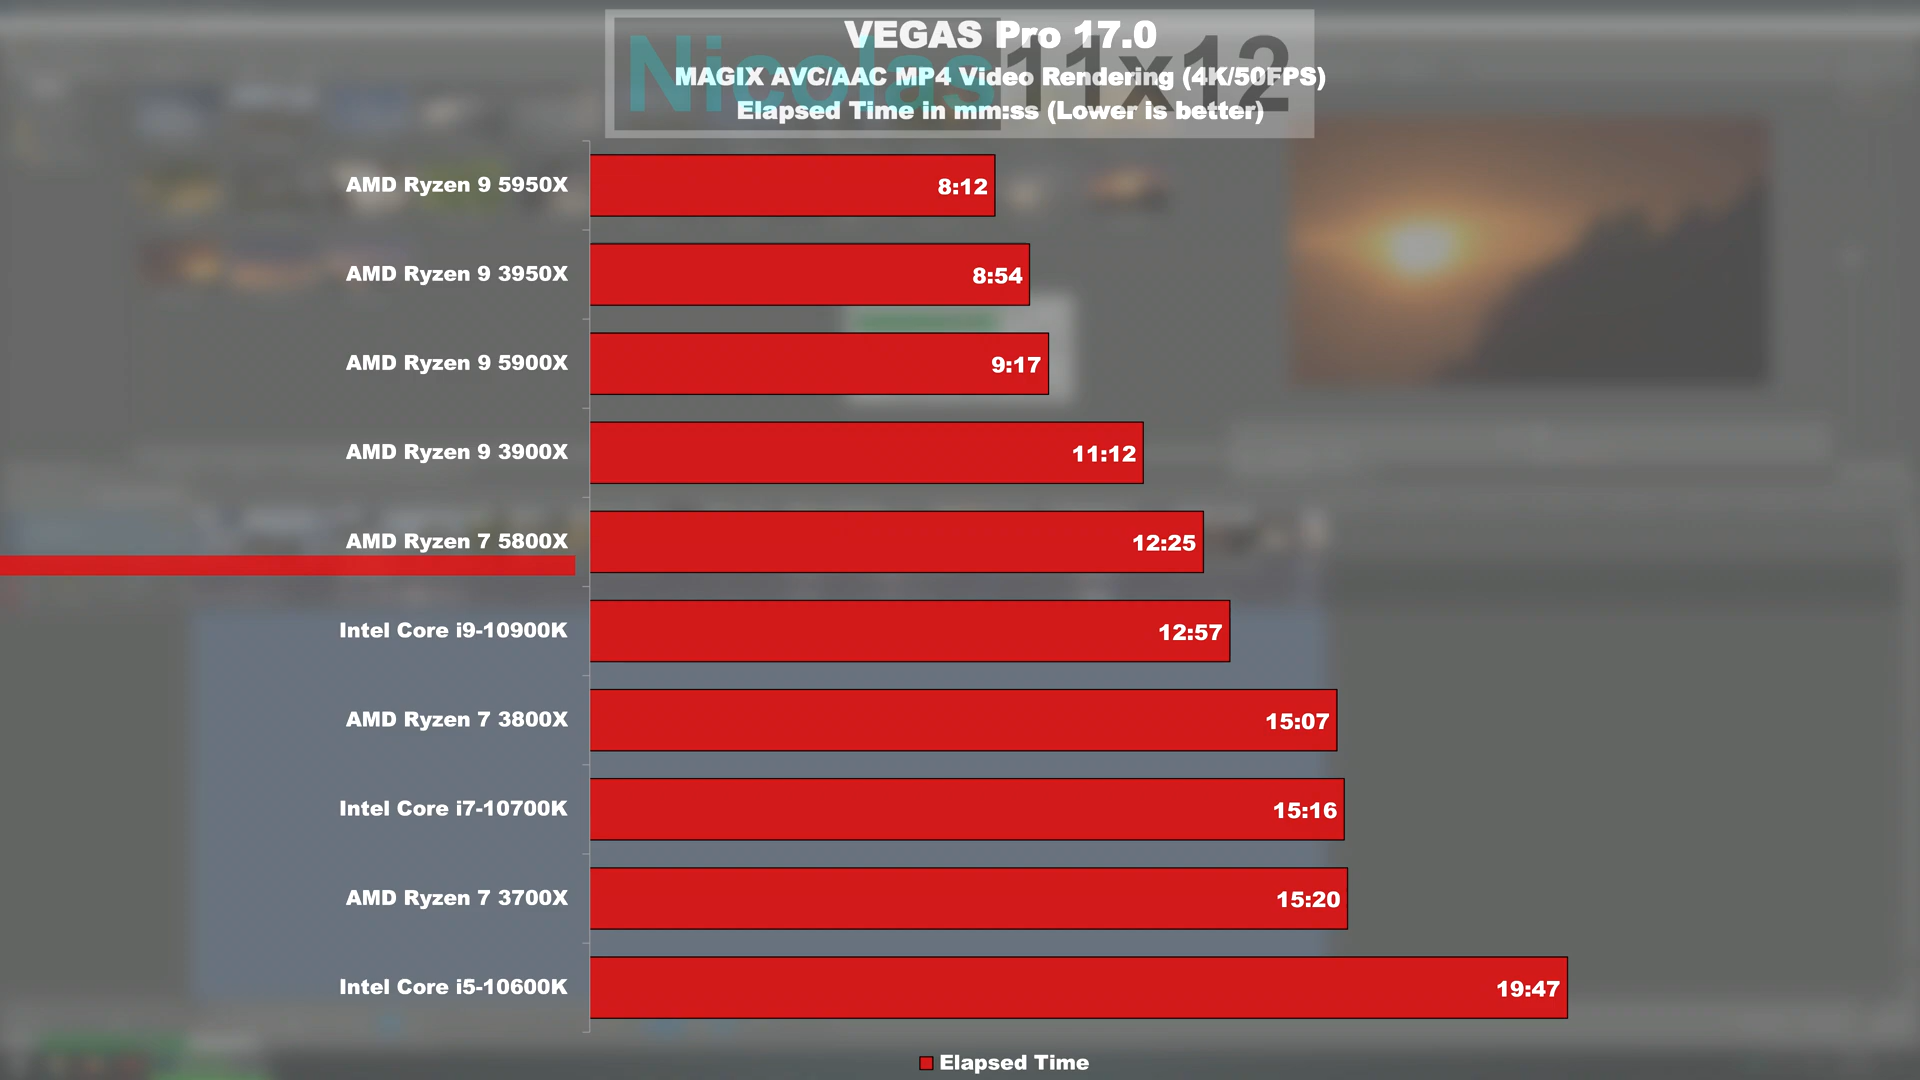 VEGAS Pro 17.0
Nicolas11x12
MAGIX AVC/AAC MP4 Video Rendering (4K/50FPS)
Elapsed Time in mm:ss (Lower is better)
AMD Ryzen 9 5950X 8:12
AMD Ryzen 9 3950X 8:54
AMD Ryzen 9 5900X 9:17
AMD Ryzen 9 3900X 11:12
AMD Ryzen 7 5800X 12:25
Intel Core i9-10900K 12:57
AMD Ryzen 7 3800X 15:07
Intel Core i7-10700K 15:16
AMD Ryzen 7 3700X 15:20
Intel Core i5-10600K 19:47
Elapsed Time